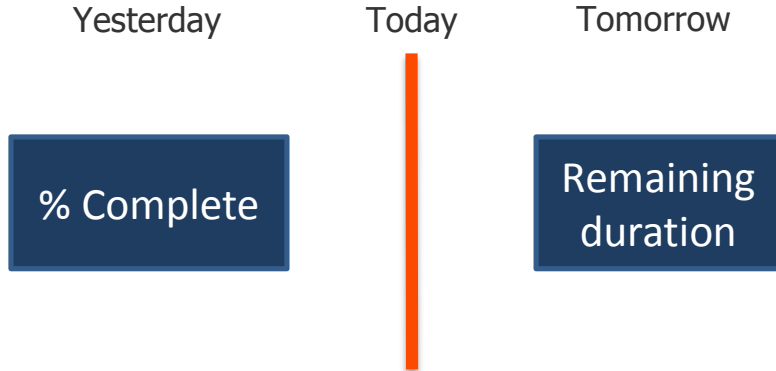 Yesterday
Today
Tomorrow
% Complete
Remaining
duration